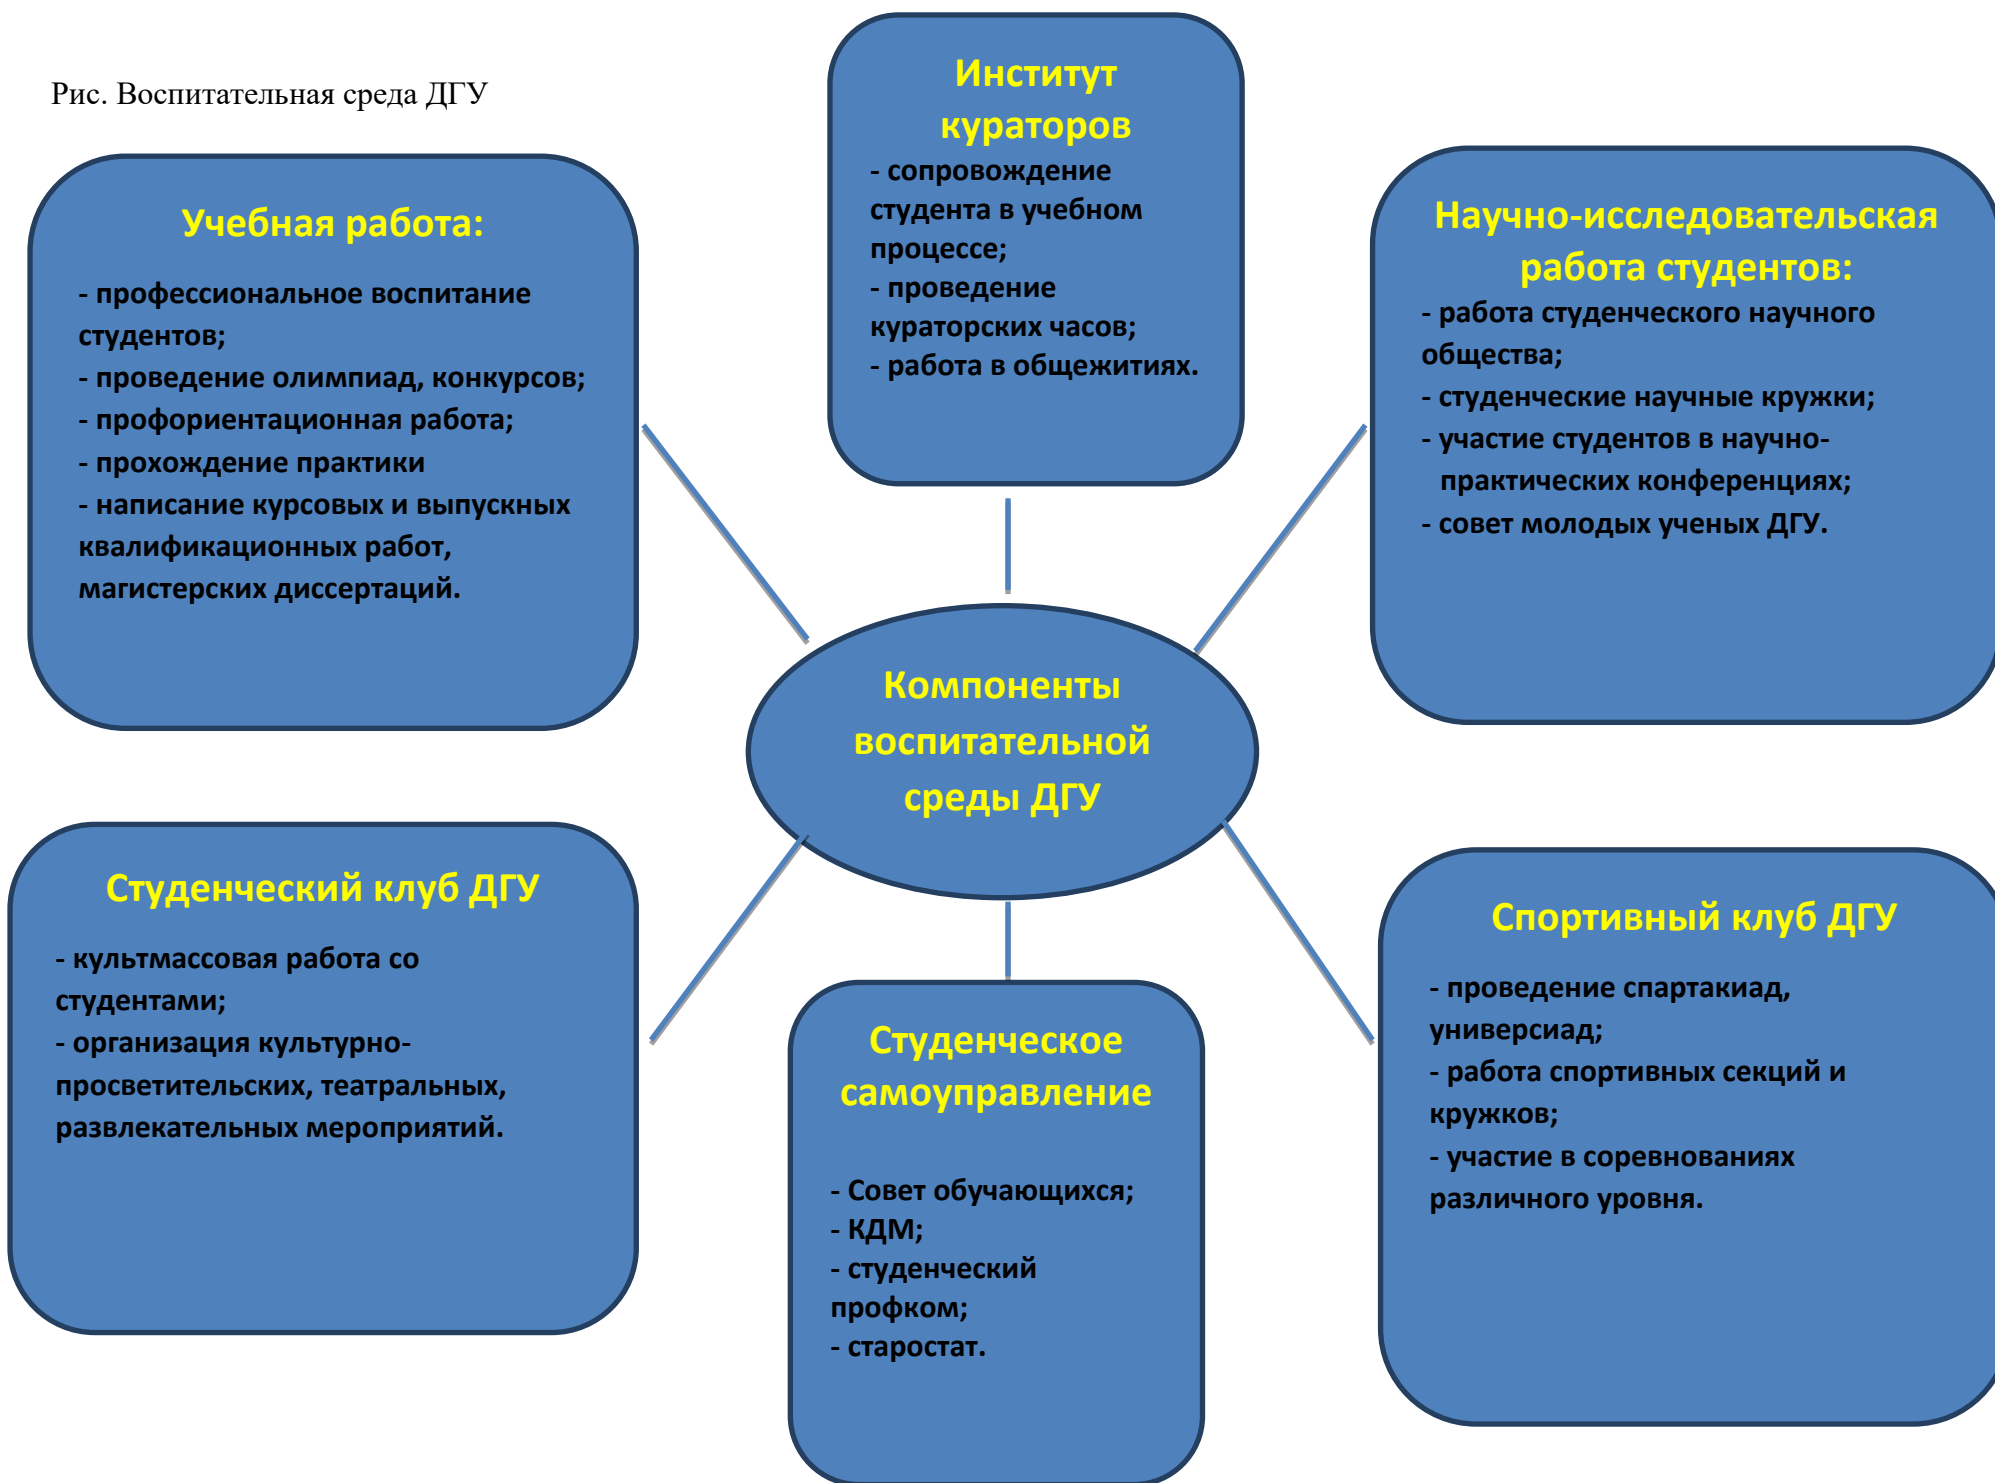 Рис. Воспитательная среда ДГУ
Институт
кураторов
- сопровождение
студента в учебном
процессе;
- проведение
кураторских часов;
- работа в общежитиях.
Учебная работа:
- профессиональное воспитание
студентов;
- проведение олимпиад, конкурсов;
- профориентационная работа;
- прохождение практики
- написание курсовых и выпускных
квалификационных работ,
магистерских диссертаций.
Научно-исследовательская
работа студентов:
- работа студенческого научного
общества;
- студенческие научные кружки;
- участие студентов в научно-
практических конференциях;
- совет молодых ученых ДГУ.
Компоненты
воспитательной
среды ДГУ
Студенческий клуб ДГУ
- культмассовая работа со
студентами;
- организация культурно-
просветительских, театральных,
развлекательных мероприятий.
Студенческое
самоуправление
- Совет обучающихся;
- КДМ;
- студенческий
профком;
- старостат.
Спортивный клуб ДГУ
- проведение спартакиад,
универсиад;
- работа спортивных секций и
кружков;
- участие в соревнованиях
различного уровня.